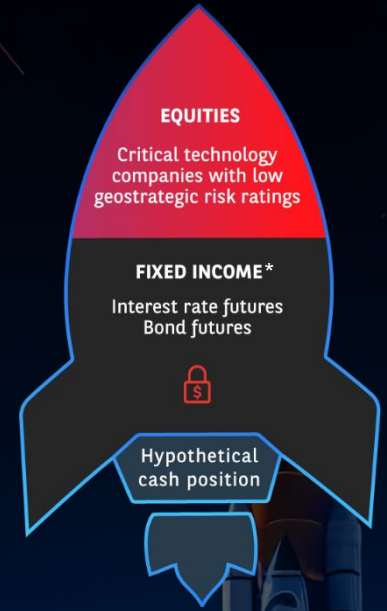 EQUITIES
Critical technology
companies with low
geostrategic risk ratings
FIXED INCOME*
Interest rate futures
Bond futures
$
Hypothetical
cash position